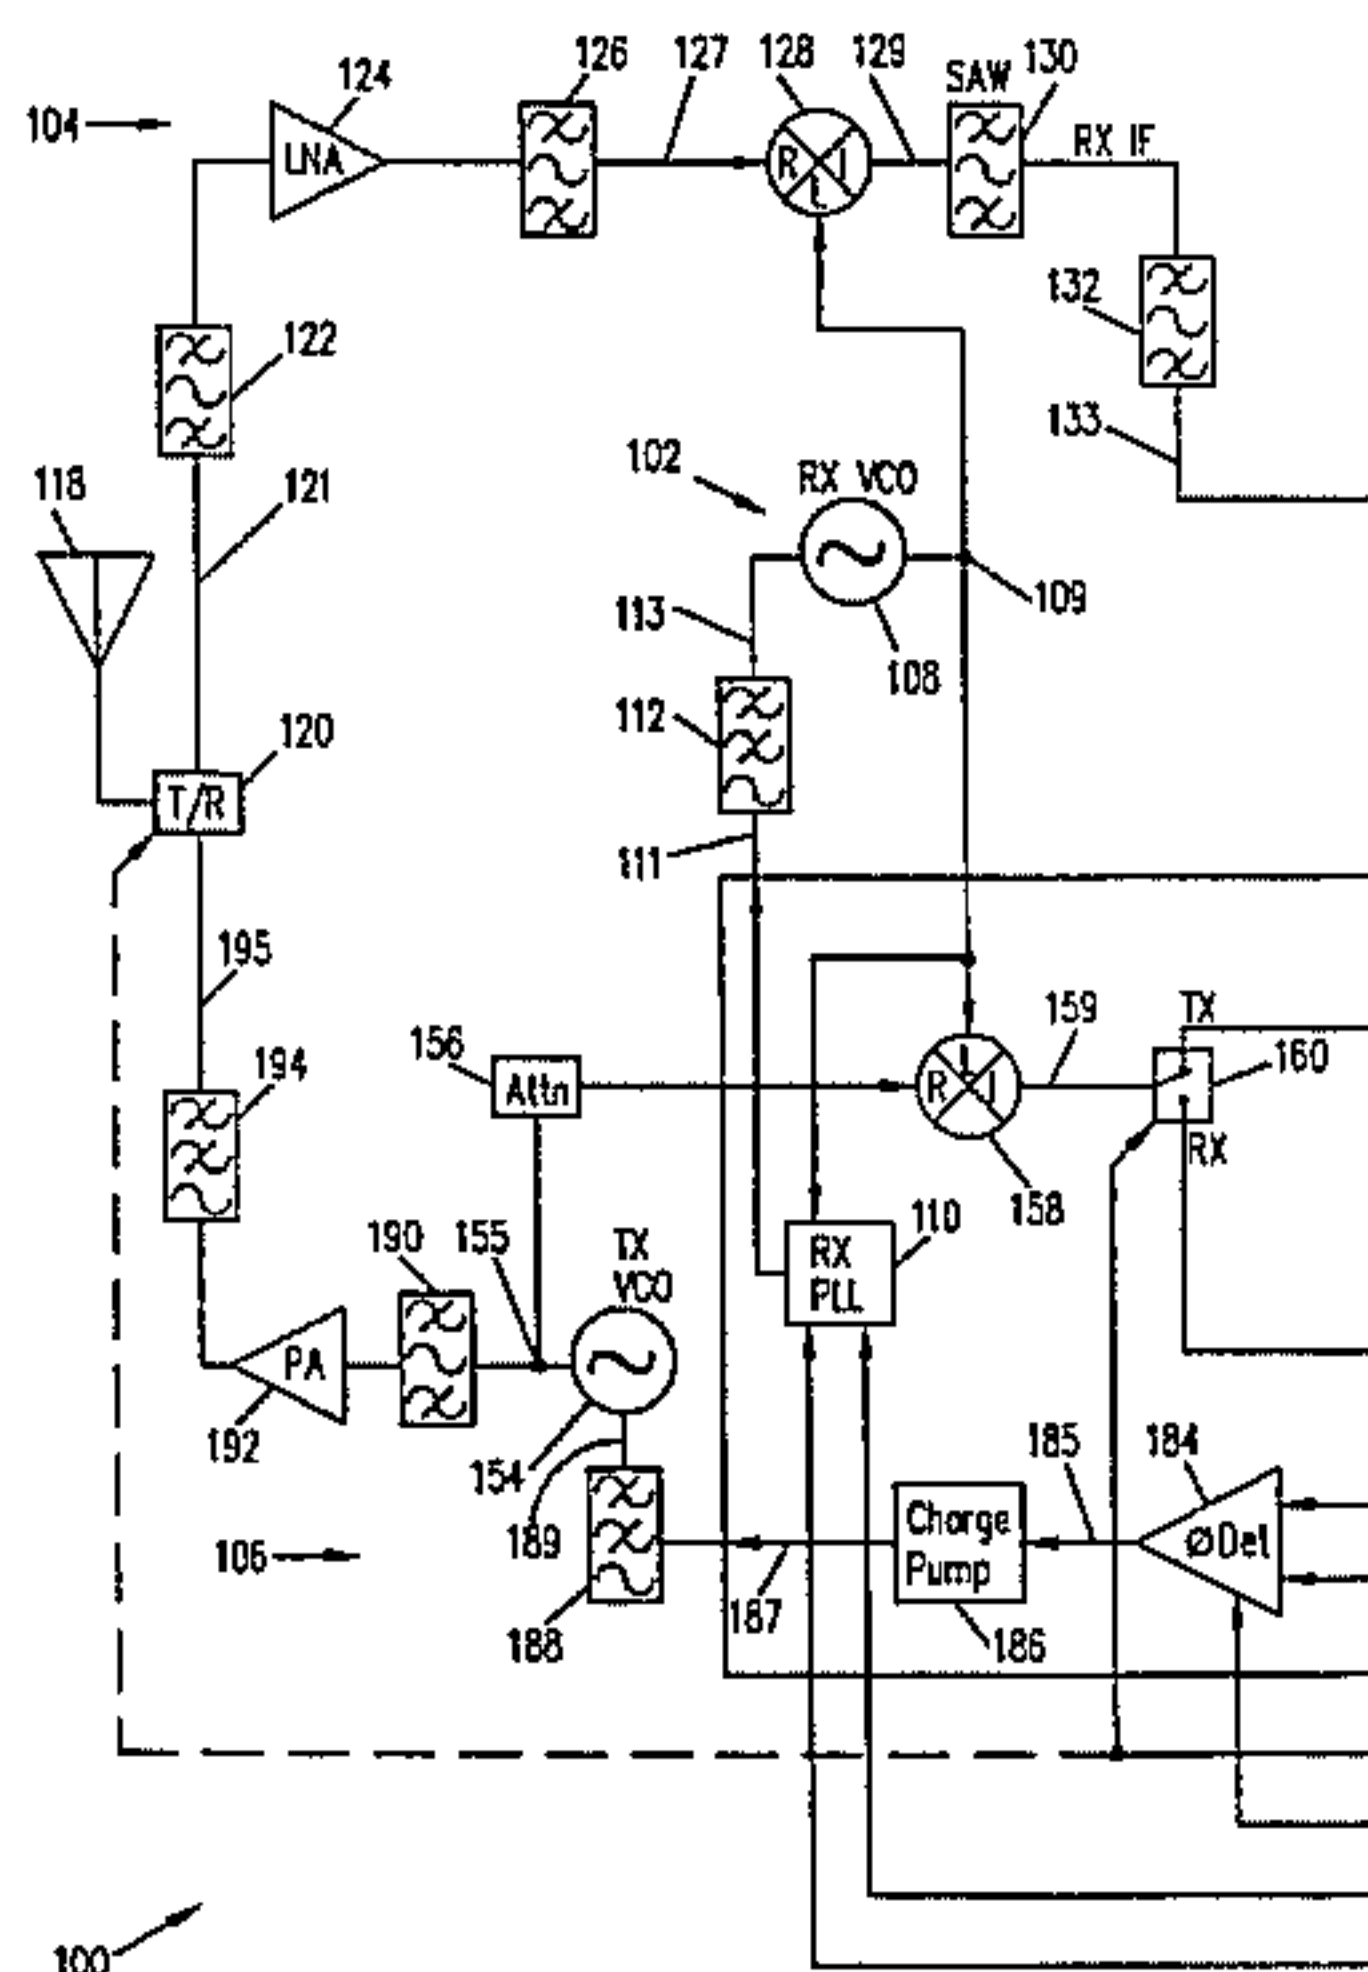 126
127
128
129
SAW
130
124
104
LNA
R
I
L
RX IF
132
122
133
102
RX VCO
118
121
109
113
108
112
120
T/R
111
195
TX
159
156
160
194
Attn
R
L
I
RX
158
110
190
155
TX
VCO
RX
PLL
PA
192
185
184
154
Charge
Pump
ØDet
189
106
187
188
186
100